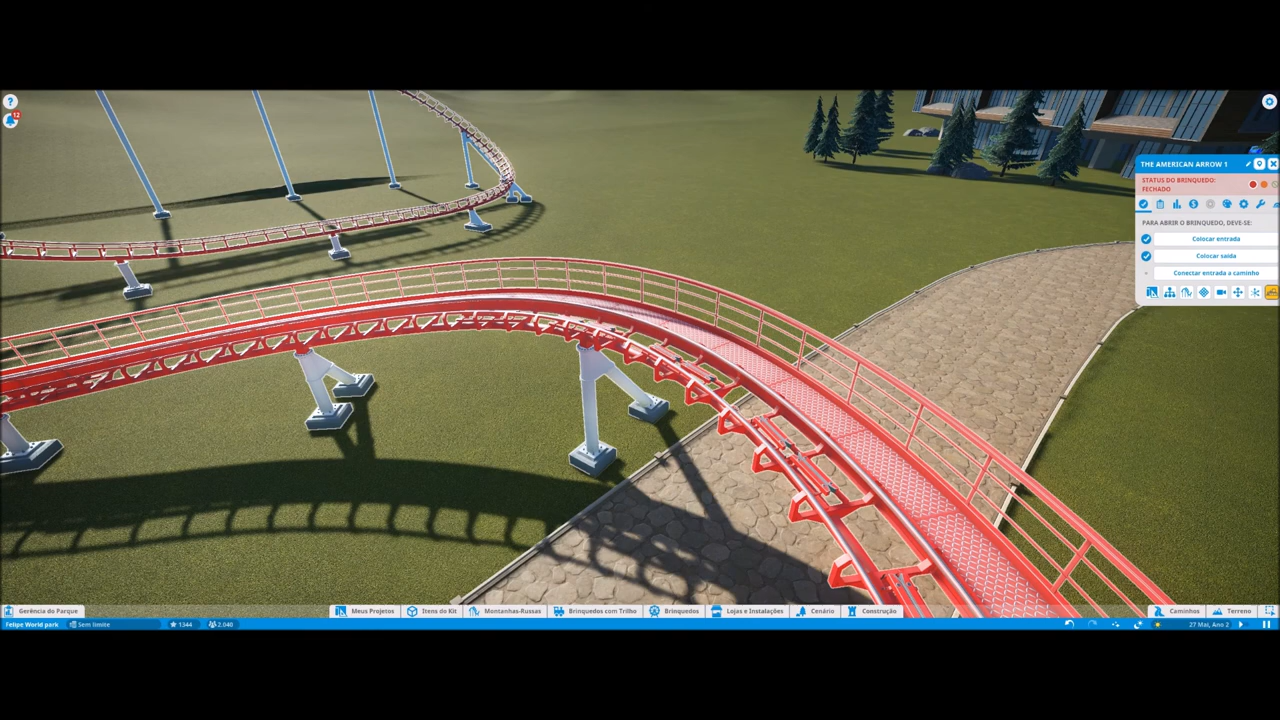 ?
12
THE AMERICAN ARROW 1
STATUS DO BRINQUEDO:
FECHADO
PARA ABRIR O BRINQUEDO, DEVE-SE:
Colocar entrada
Colocar saída
Conectar entrada a caminho
Gerência do Parque
Meus Projetos
Itens do Kit
Montanhas-Russas
Brinquedos com Trilho
Brinquedos
Lojas e Instalações
Cenário
Construção
Caminhos
Terreno
Felipe World park
Sem limite
1344
2.040
27 Mai, Ano 2